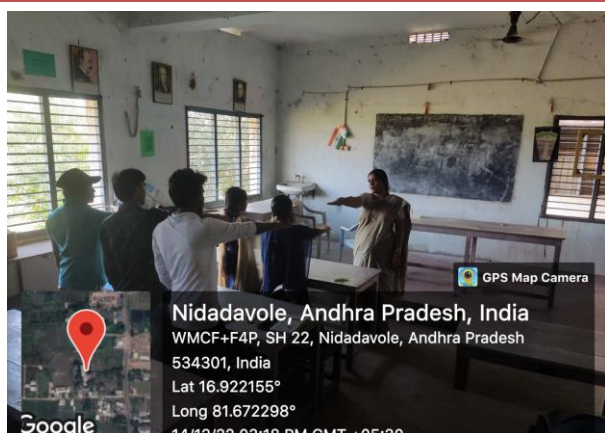 GPS Map Camera
Nidadavole, Andhra Pradesh, India
WMCF+F4P, SH 22, Nidadavole, Andhra Pradesh
534301, India
Lat 16.922155°
Long 81.672298°
Google